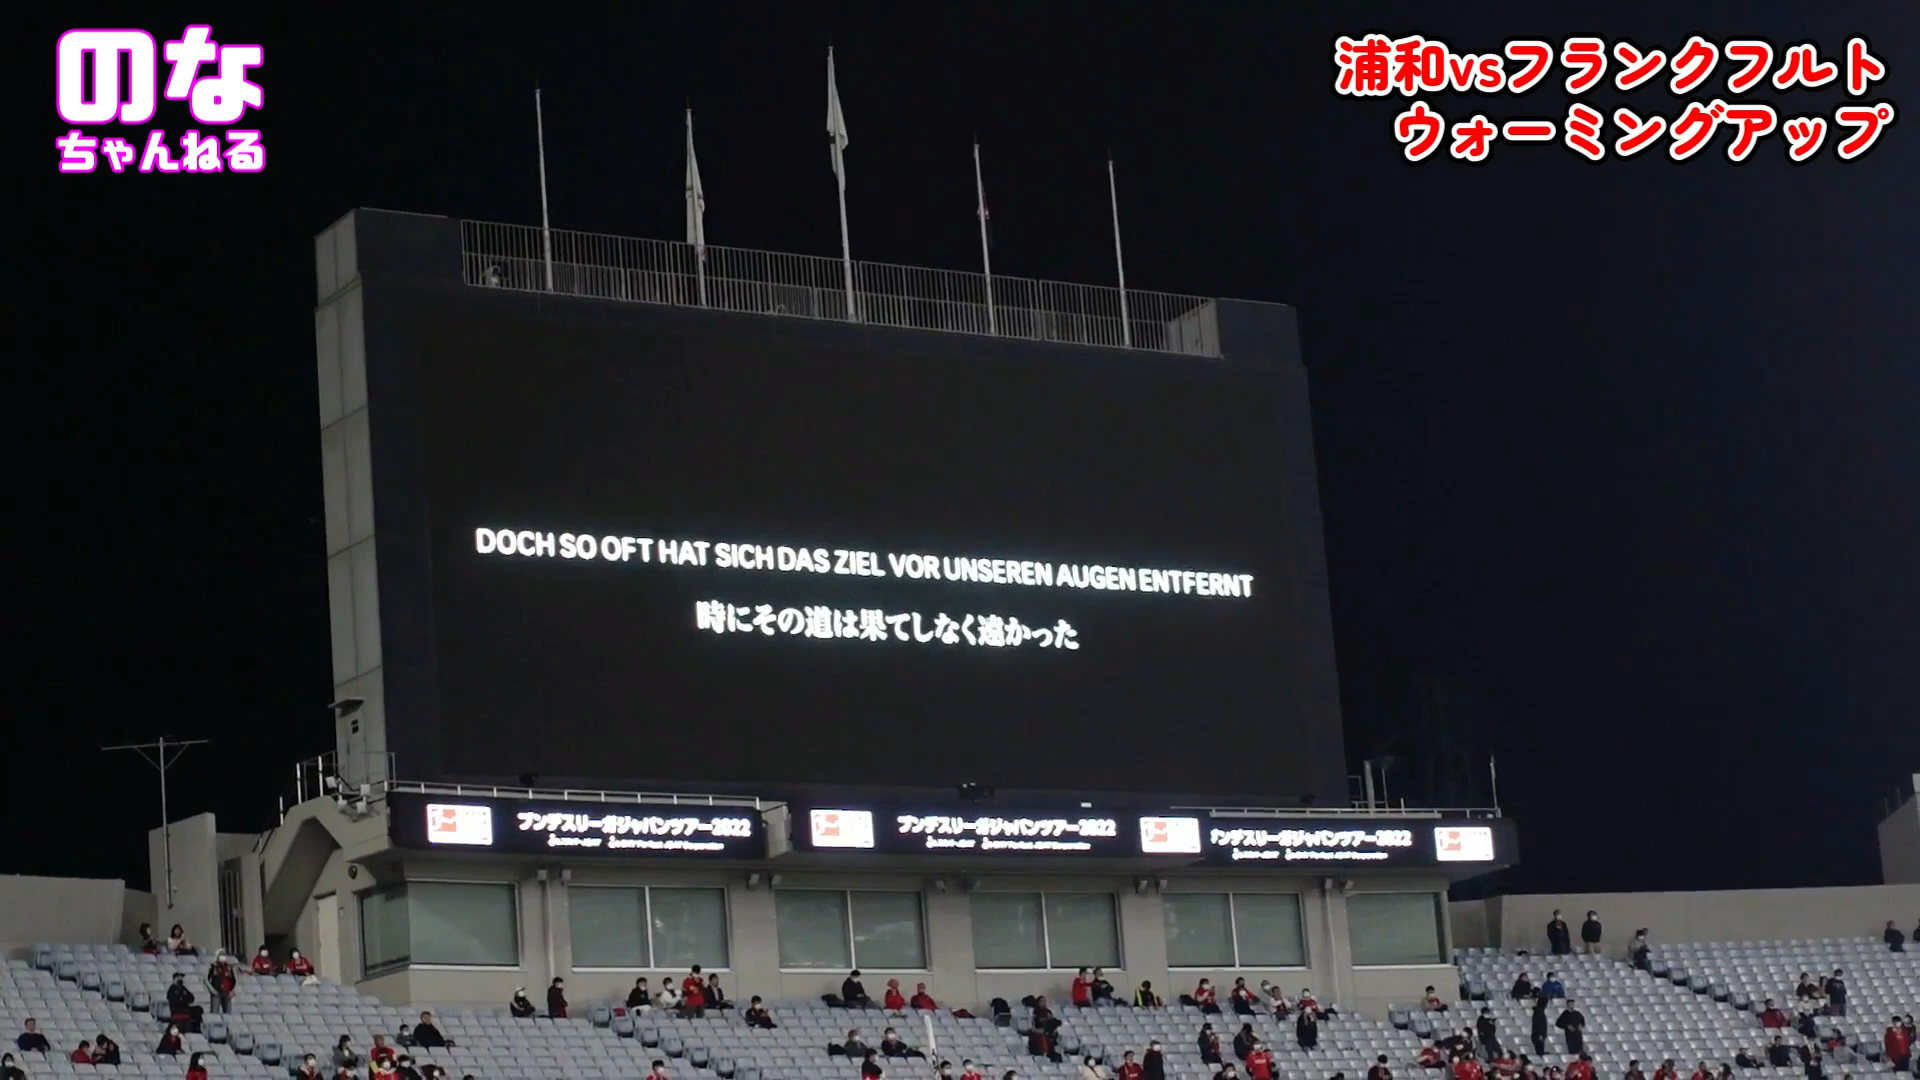 のな
ちゃんねる
浦和vsフランクフルト
ウォーミングアップ
DOCH SO OFT HAT SICH DAS ZIEL VOR UNSEREN AUGEN ENTFERNT
時にその道は果てしなく遠かった
ブンデスリーガジャパンツアー2022
ブンデスリーガジャパンツアー2022
ブンデスリーガジャパンツアー2022